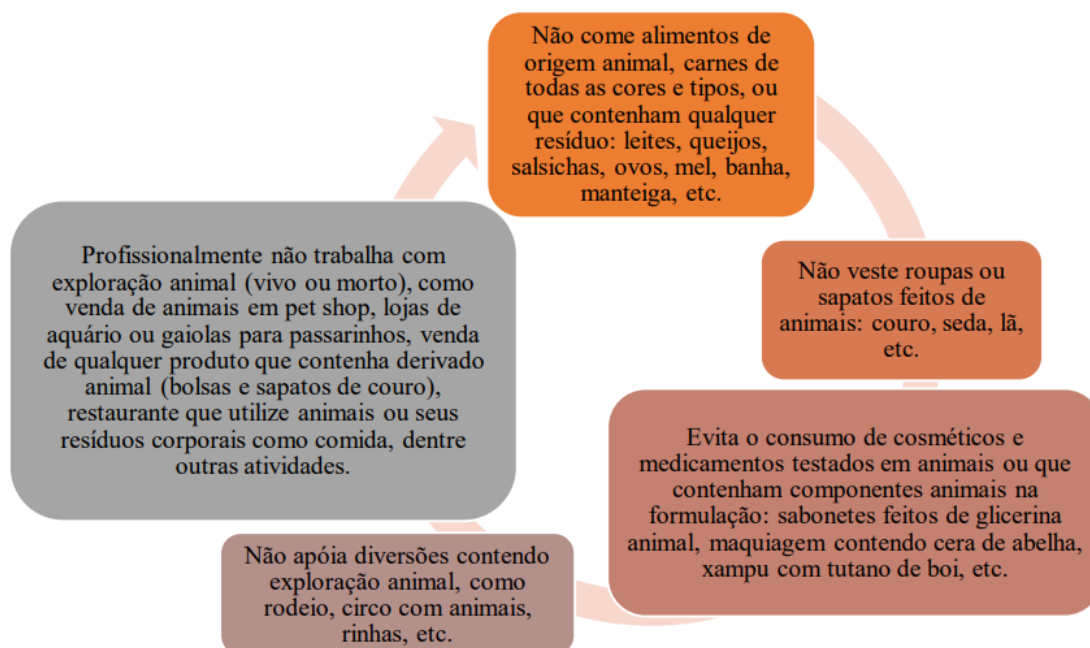 Não come alimentos de
origem animal, carnes de
todas as cores e tipos, ou
que contenham qualquer
resíduo: leites, queijos,
salsichas, ovos, mel, banha,
manteiga, etc.
Não veste roupas ou
sapatos feitos de
animais: couro, seda, lã,
etc.
Evita o consumo de cosméticos e
medicamentos testados em animais ou que
contenham componentes animais na
formulação: sabonetes feitos de glicerina
animal, maquiagem contendo cera de abelha,
xampu com tutano de boi, etc.
Não apóia diversões contendo
exploração animal, como
rodeio, circo com animais,
rinhas, etc.
Profissionalmente não trabalha com
exploração animal (vivo ou morto), como
venda de animais em pet shop, lojas de
aquário ou gaiolas para passarinhos, venda
de qualquer produto que contenha derivado
animal (bolsas e sapatos de couro),
restaurante que utilize animais ou seus
resíduos corporais como comida, dentre
outras atividades.